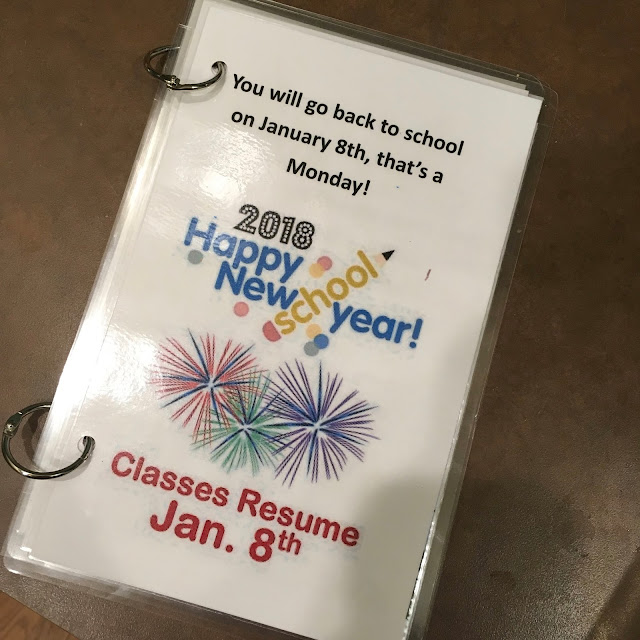 You will go back to school
on January 8th, that's a
Monday!
2018
Happy
New school year!
Classes Resume
Jan. 8th